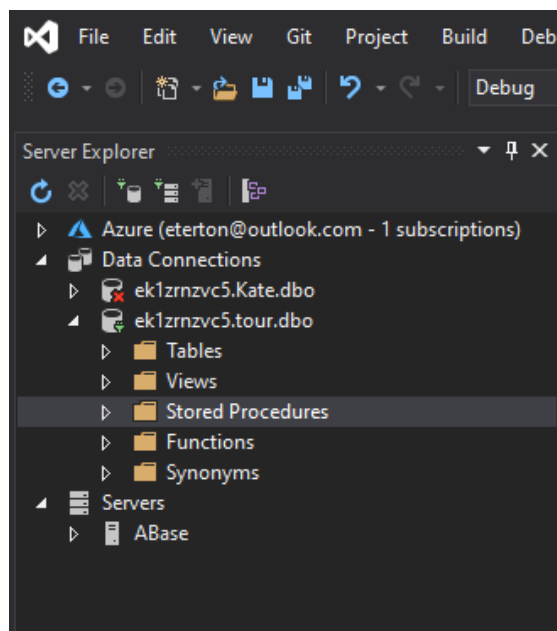 File Edit View Git Project Build Deb
Debug
Server Explorer
Azure (eterton@outlook.com - 1 subscriptions)
Data Connections
ek1zrnzvc5.Kate.dbo
ek1zrnzvc5.tour.dbo
Tables
Views
Stored Procedures
Functions
Synonyms
Servers
ABase